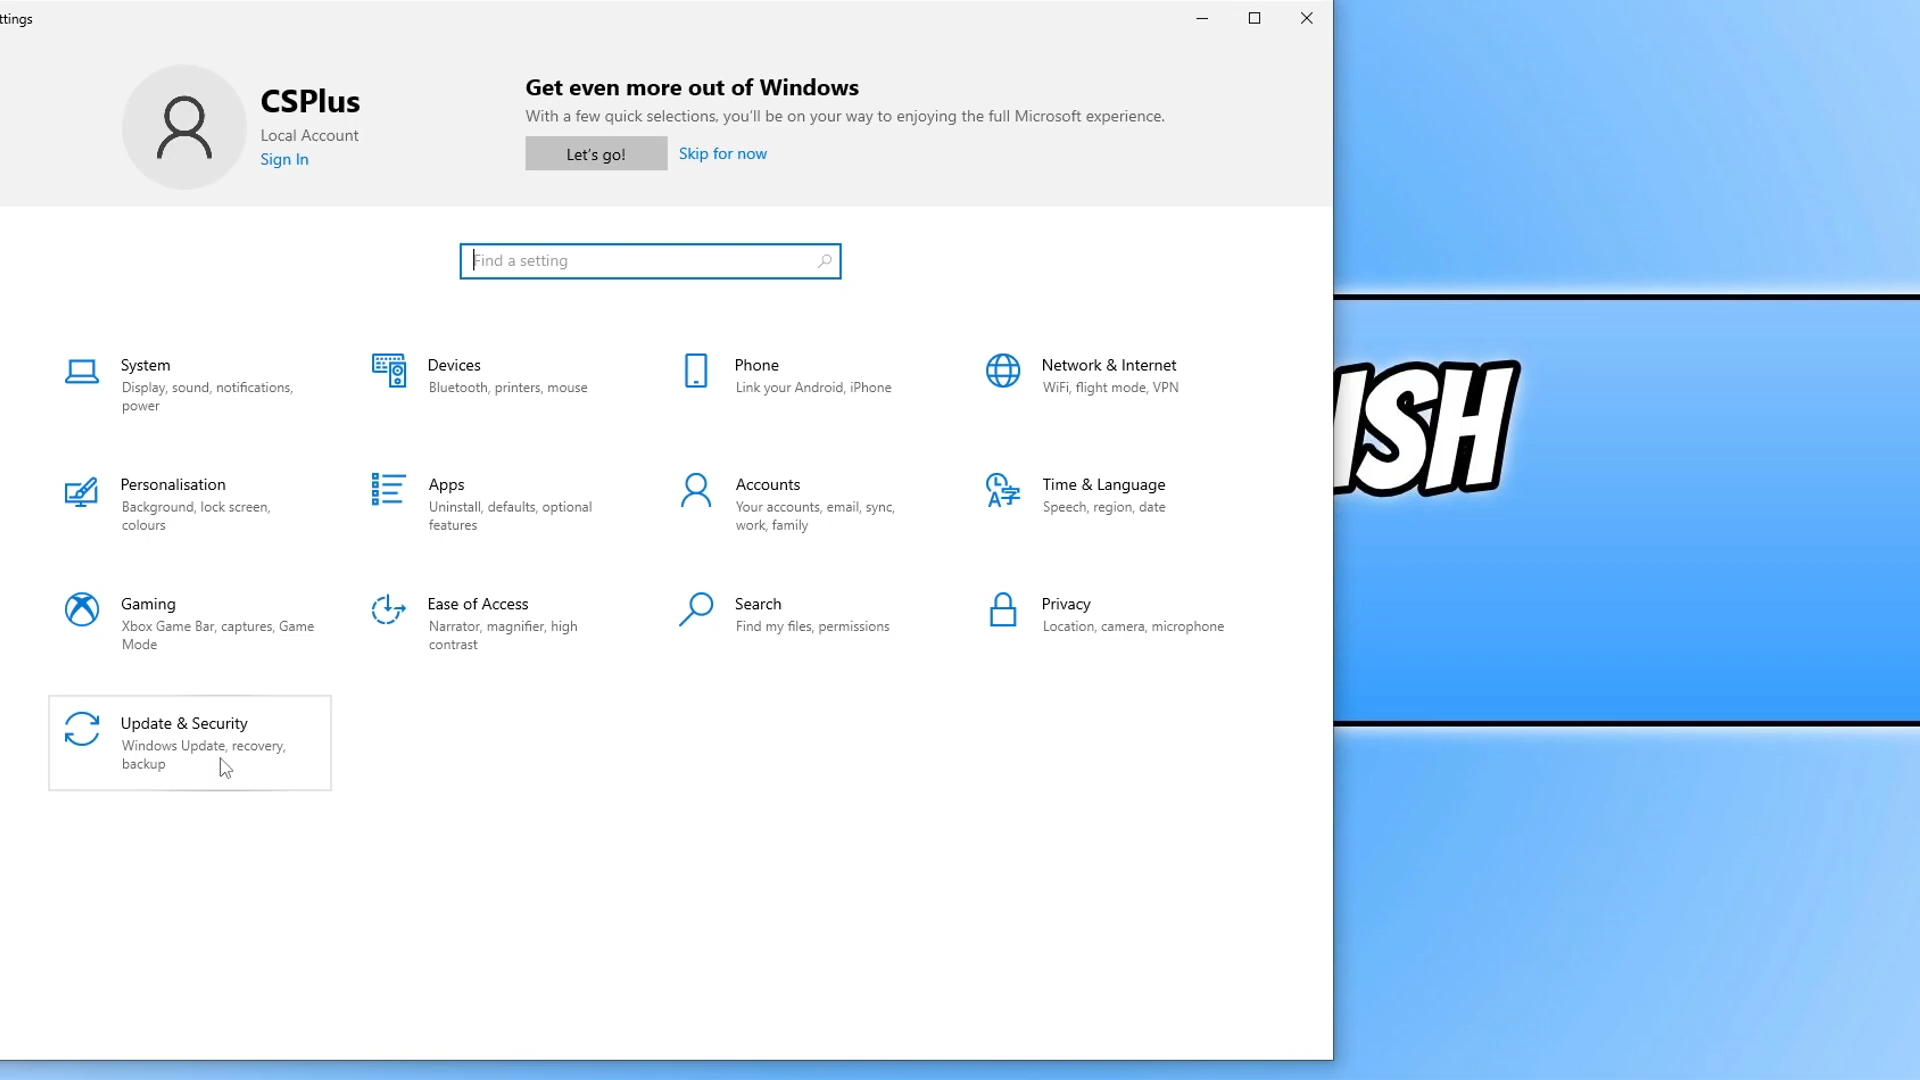 ttings
CSPlus
Local Account
Sign In
Get even more out of Windows
With a few quick selections, you'll be on your way to enjoying the full Microsoft experience.
Let's go!
Skip for now
Find a setting
System
Display, sound, notifications,
power
Devices
Bluetooth, printers, mouse
Phone
Link your Android, iPhone
Network & Internet
WiFi, flight mode, VPN
Personalisation
Background, lock screen,
colours
Apps
Uninstall, defaults, optional
features
Accounts
Your accounts, email, sync,
work, family
Time & Language
Speech, region, date
Gaming
Xbox Game Bar, captures, Game
Mode
Ease of Access
Narrator, magnifier, high
contrast
Search
Find my files, permissions
Privacy
Location, camera, microphone
Update & Security
Windows Update, recovery,
backup
ISH